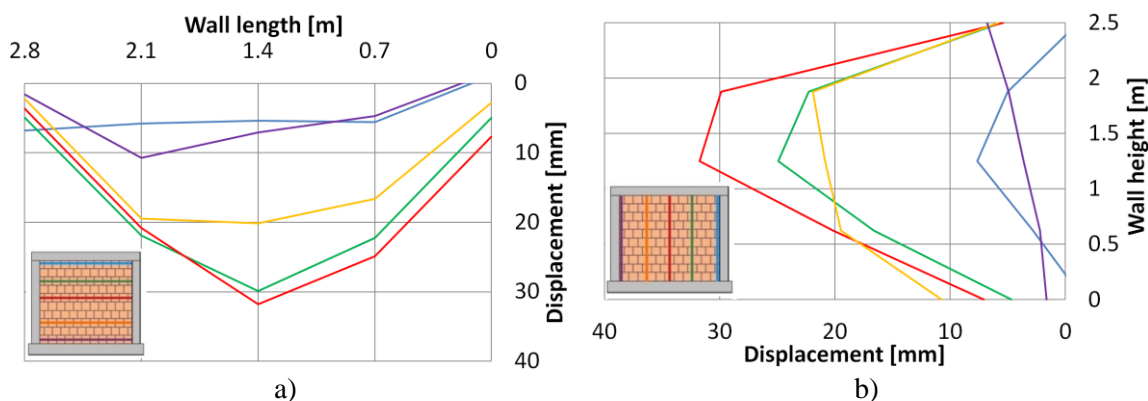 Wall length [m]
2.8 2.1 1.4 0.7 0
0
10
20
30
40
Displacement [mm]
a)
2.5
2
1.5
1
0.5
0
Wall height [m]
40 30 20 10 0
Displacement [mm]
b)